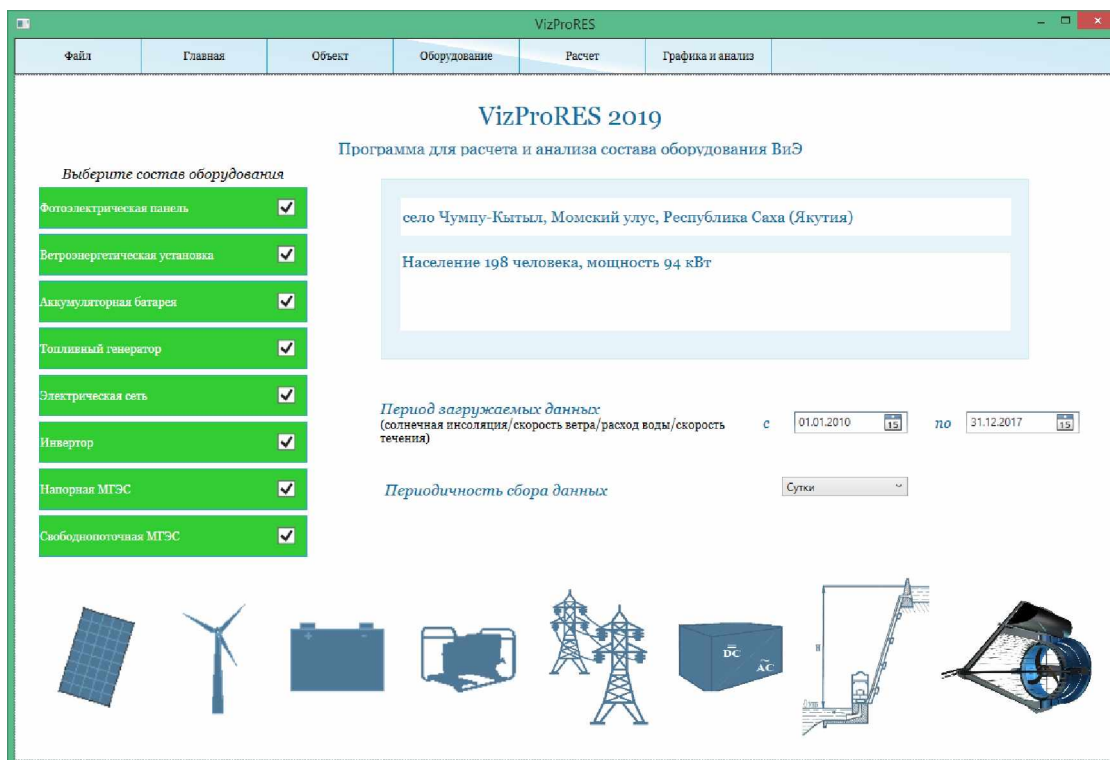 VizProRES
Файл
Главная
Объект
Оборудование
Расчет
Графика и анализ
VizProRES 2019
Программа для расчета и анализа состава оборудования ВиЭ
Выберите состав оборудования
Фотоэлектрическая панель
Ветроэнергетическая установка
Аккумуляторная батарея
Топливный генератор
Электрическая сеть
Инвертор
Напорная МГЭС
Свободнопоточная МГЭС
село Чумпу-Кытыл, Момский улус, Республика Саха (Якутия)
Население 198 человека, мощность 94 кВт
Период загружаемых данных
(солнечная инсоляция/скорость ветра/расход воды/скорость
течения)
с
01.01.2010
15
по
31.12.2017
15
Периодичность сбора данных
Сутки
DC
AC
H